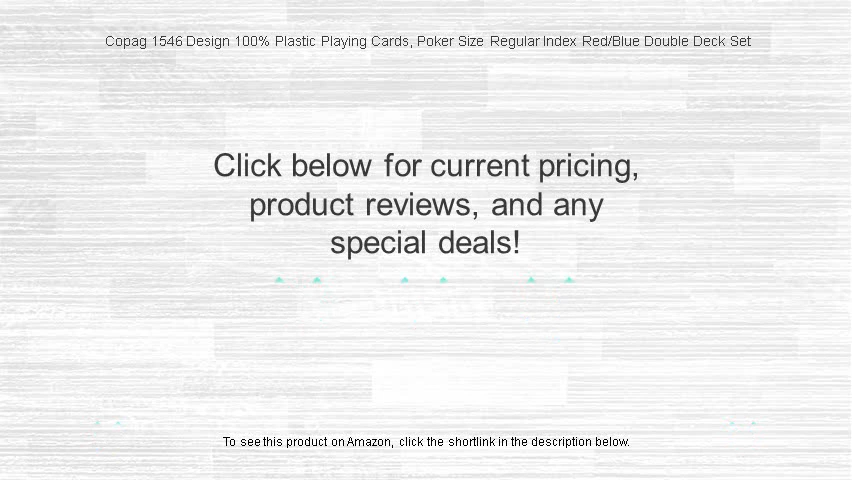 Copag 1546 Design 100% Plastic Playing Cards, Poker Size Regular Index Red/Blue Double Deck Set
Click below for current pricing,
product reviews, and any
special deals!
To see this product on Amazon, click the shortlink in the description below.